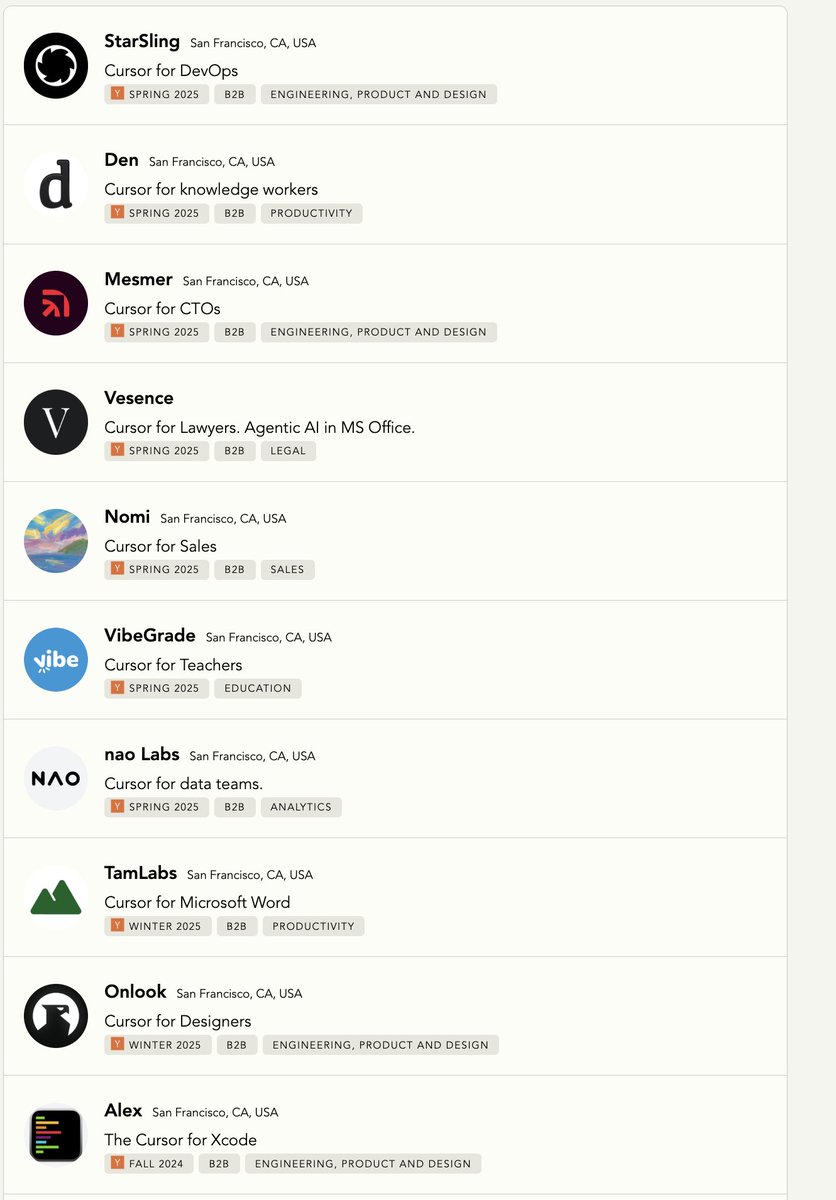 StarSling San Francisco, CA, USA
Cursor for DevOps
Y SPRING 2025 B2B ENGINEERING, PRODUCT AND DESIGN
d
Den San Francisco, CA, USA
Cursor for knowledge workers
Y SPRING 2025 B2B PRODUCTIVITY
Mesmer San Francisco, CA, USA
Cursor for CTOs
Y SPRING 2025 B2B ENGINEERING, PRODUCT AND DESIGN
V
Vesence
Cursor for Lawyers. Agentic AI in MS Office.
Y SPRING 2025 B2B LEGAL
Nomi San Francisco, CA, USA
Cursor for Sales
Y SPRING 2025 B2B SALES
vibe
VibeGrade San Francisco, CA, USA
Cursor for Teachers
Y SPRING 2025 EDUCATION
NAO
nao Labs San Francisco, CA, USA
Cursor for data teams.
Y SPRING 2025 B2B ANALYTICS
TamLabs San Francisco, CA, USA
Cursor for Microsoft Word
Y WINTER 2025 B2B PRODUCTIVITY
Onlook San Francisco, CA, USA
Cursor for Designers
Y WINTER 2025 B2B ENGINEERING, PRODUCT AND DESIGN
Alex San Francisco, CA, USA
The Cursor for Xcode
Y FALL 2024 B2B ENGINEERING, PRODUCT AND DESIGN